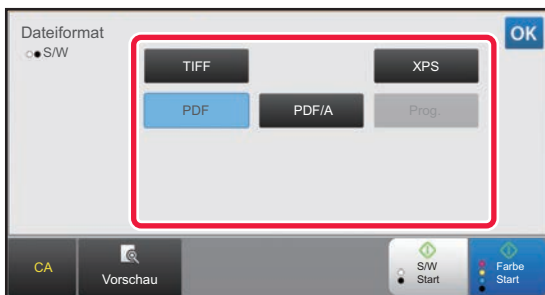 Dateiformat
OK
S/W
TIFF
XPS
PDF
PDF/A
Prog.
CA
Vorschau
S/W
Start
Farbe
Start